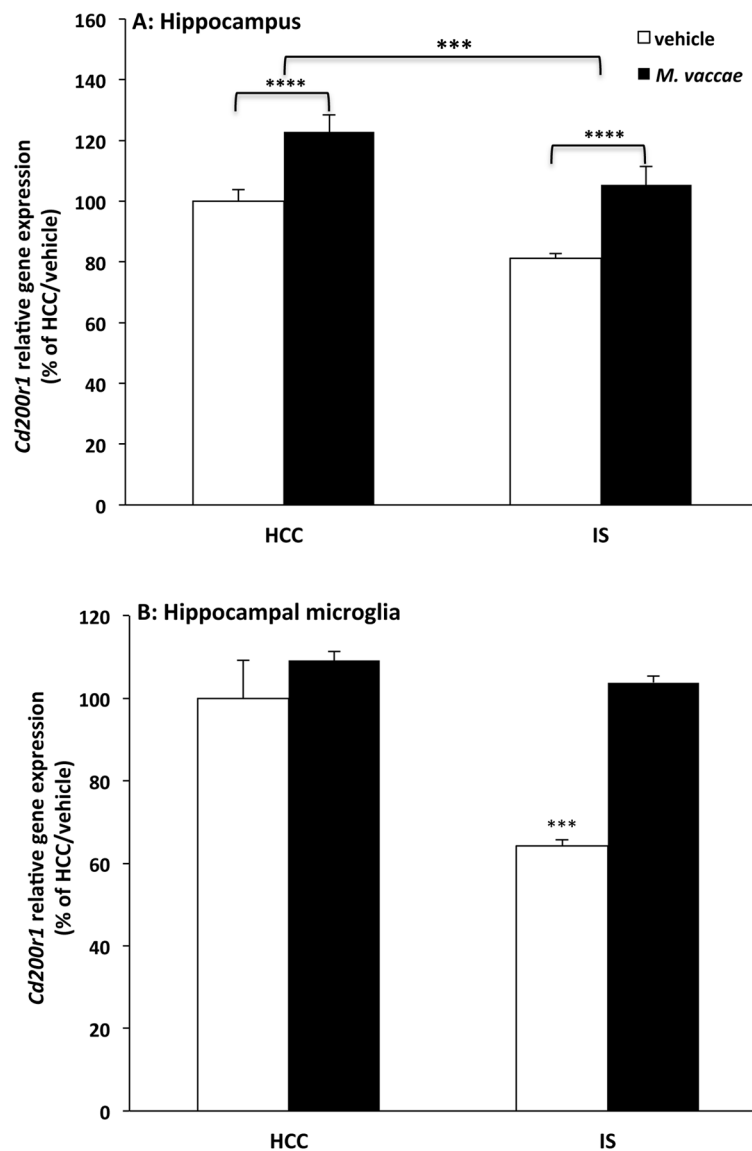 A: Hippocampus
vehicle
M. vaccae
***
****
****
Cd200r1 relative gene expression
(% of HCC/vehicle)
160
140
120
100
80
60
40
20
0
HCC IS
B: Hippocampal microglia
***
Cd200r1 relative gene expression
(% of HCC/vehicle)
120
100
80
60
40
20
0
HCC IS